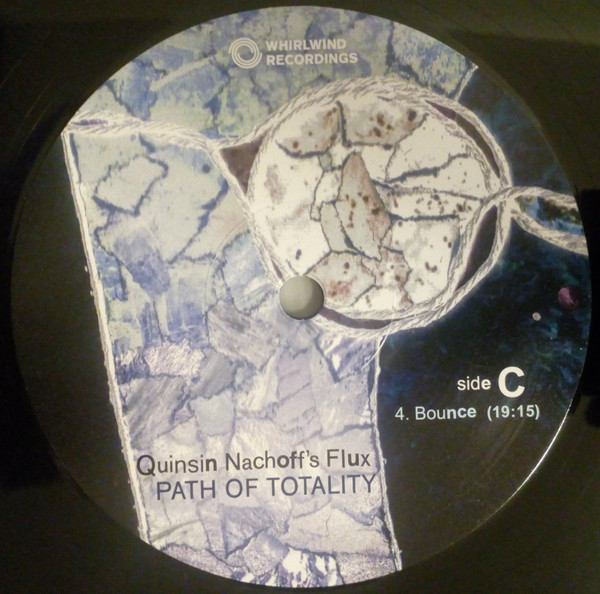 WHIRLWIND
RECORDINGS
side C
4. Bounce (19:15)
Quinsin Nachoff's Flux
PATH OF TOTALITY